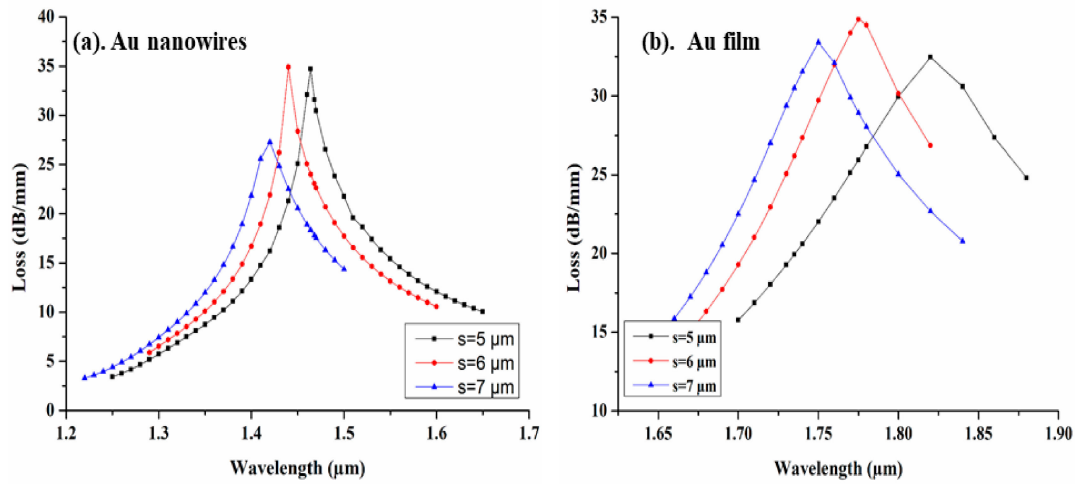 (a). Au nanowires
40
35
30
25
20
15
10
5
0
Loss (dB/mm)
1.2 1.3 1.4 1.5 1.6 1.7
Wavelength (µm)
s=5 µm
s=6 µm
s=7 µm
(b). Au film
35
30
25
20
15
10
Loss (dB/mm)
1.65 1.70 1.75 1.80 1.85 1.90
Wavelength (µm)
s=5 µm
s=6 µm
s=7 µm